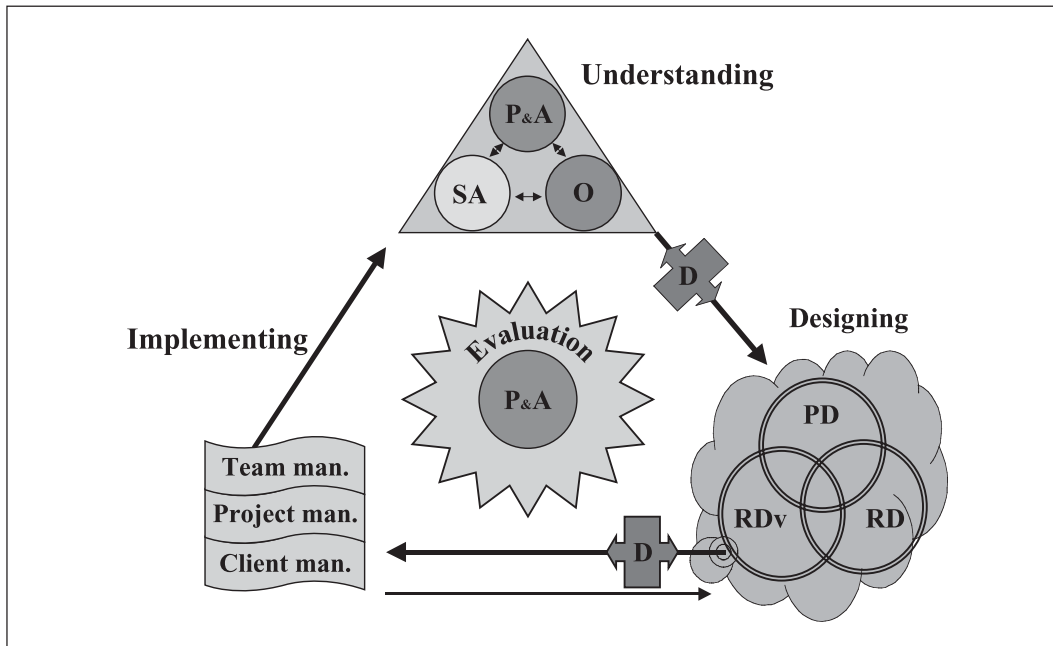 Understanding
P&A
SA
O
D
Designing
Implementing
Evaluation
P&A
PD
RDv
RD
Team man.
Project man.
Client man.
D